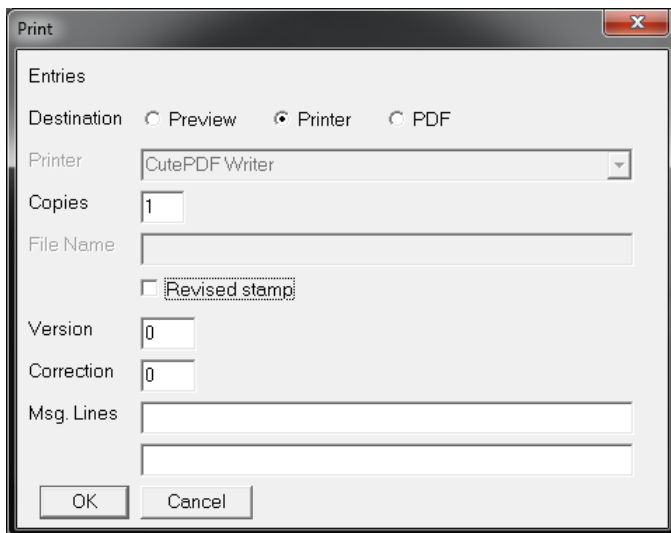 Print
Entries
Destination Preview Printer PDF
Printer CutePDF Writer
Copies 1
File Name
Revised stamp
Version 0
Correction 0
Msg. Lines
OK Cancel